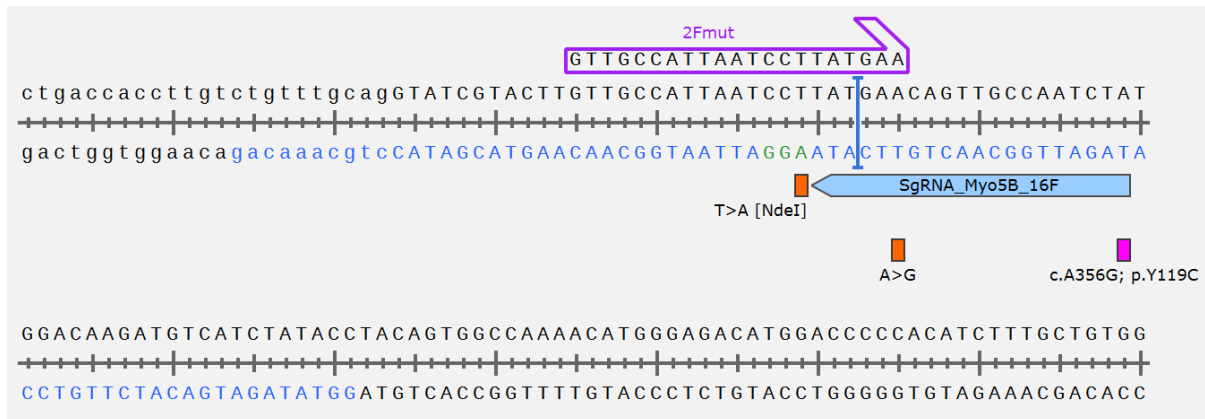 2Fmut
GTTGCCATTAATCCTTATGAA
ctgaccaccttgtctgtttgcagGTATCGTACTTGTTGCCATTAATCCTTATGAACAGTTGCCAATCTAT
gactggtggaacagacaaacgtcCATAGCATGAACAACGGTAATTAGGAATACTTGTCAACGGTTAGATA
SgRNA_Myo5B_16F
T>A [NdeI]
A>G c.A356G; p.Y119C
GGACAAGATGTCATCTATACCTACAGTGGCCAAAACATGGGAGACATGGACCCCCACATCTTTGCTGTGG
CCTGTTCTACAGTAGATATGGATGTCACCGGTTTTGTACCCTCTGTACCTGGGGGTGTAGAAACGACACC